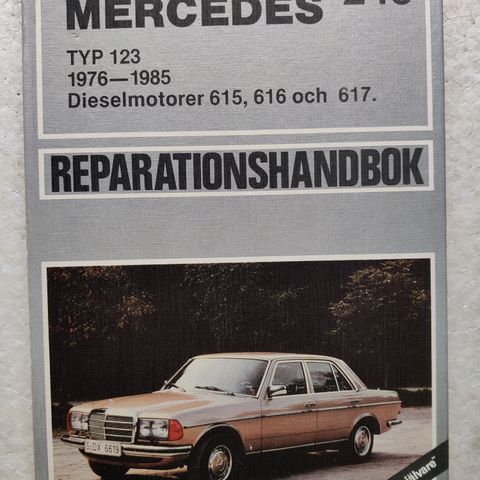 MERCEDES
TYP 123
1976—1985
Dieselmotorer 615, 616 och 617.
REPARATIONSHANDBOK
S-DX 6619